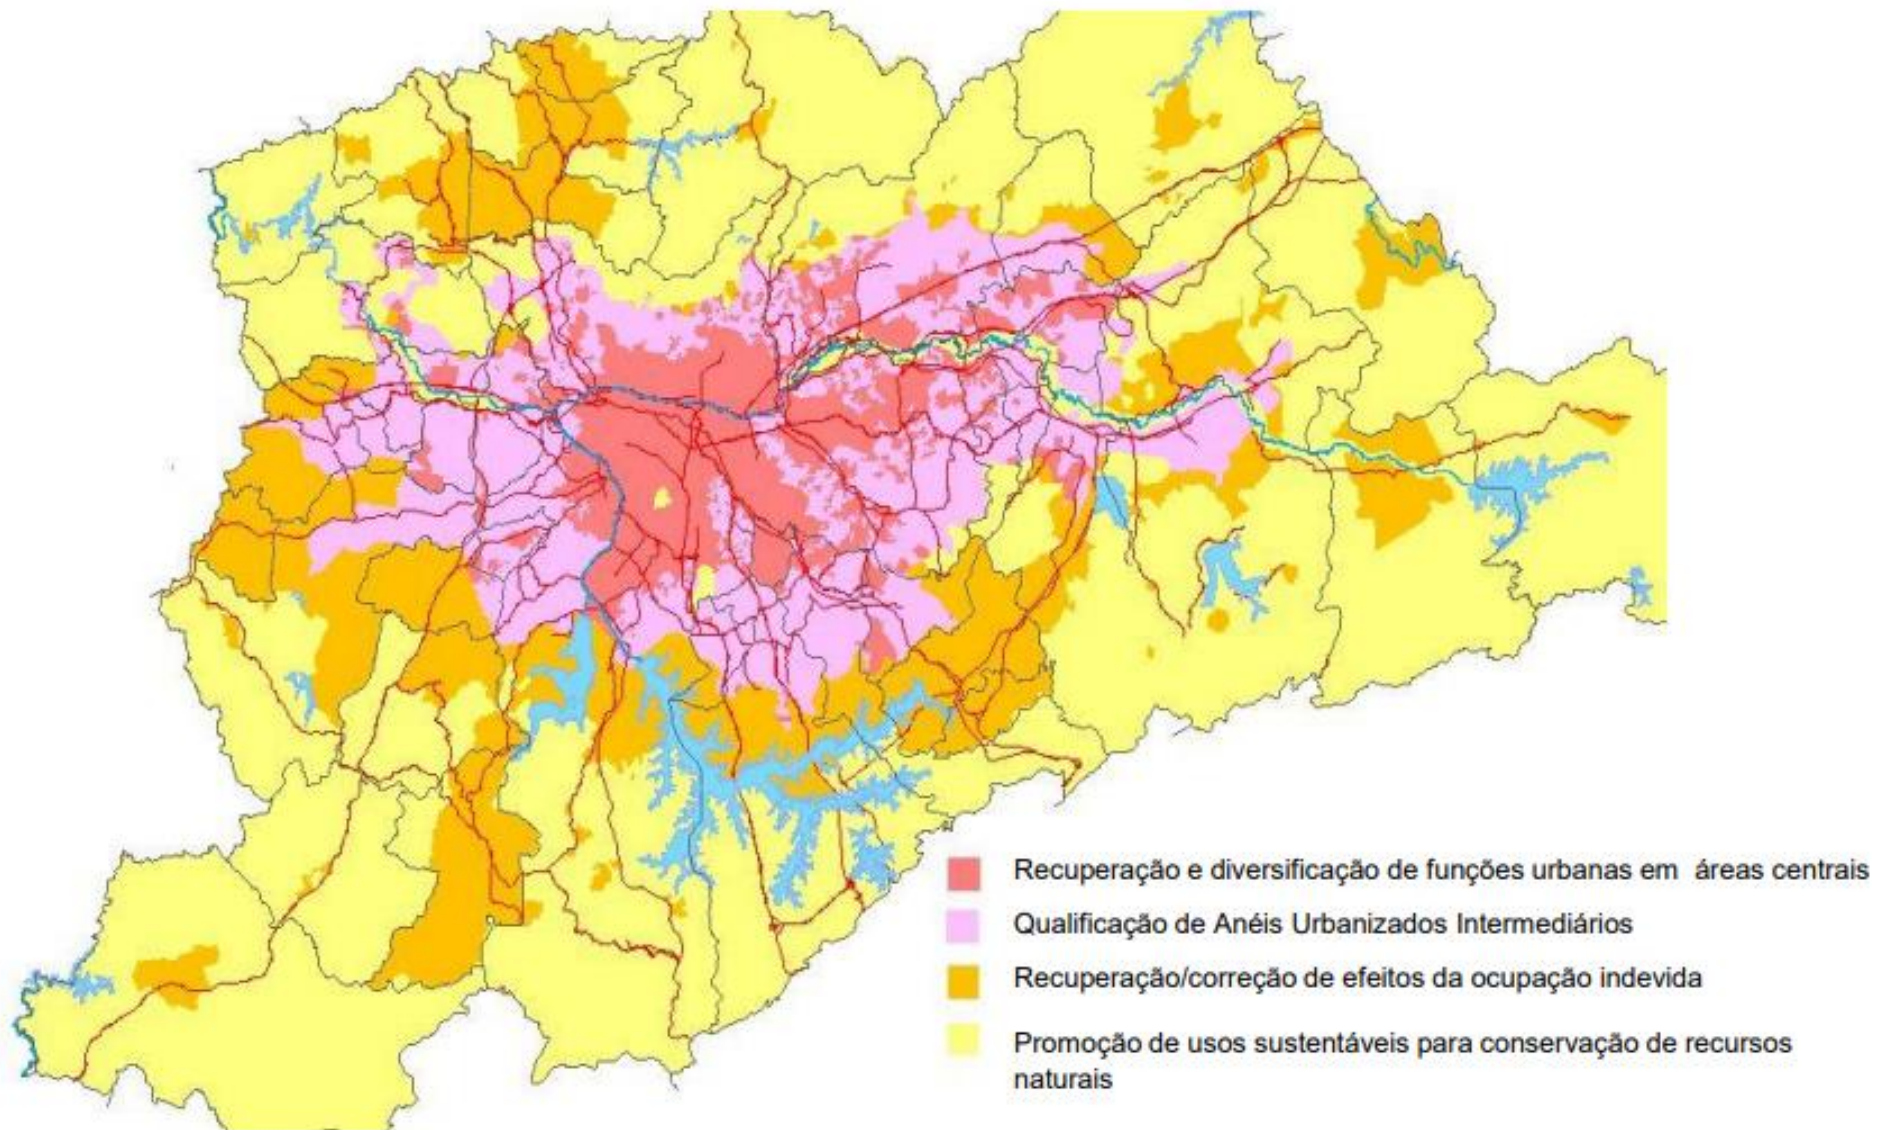 Recuperação e diversificação de funções urbanas em áreas centrais
Qualificação de Anéis Urbanizados Intermediários
Recuperação/correção de efeitos da ocupação indevida
Promoção de usos sustentáveis para conservação de recursos
naturais